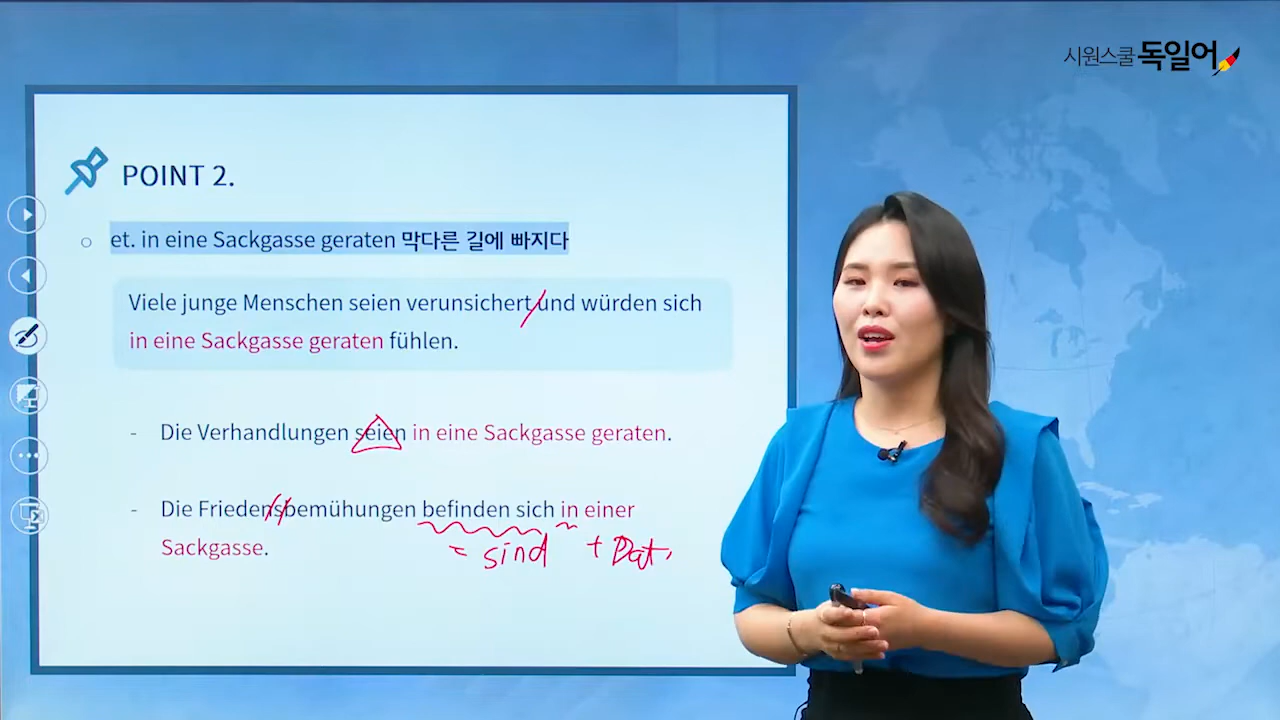 시원스쿨 독일어
POINT 2.
et. in eine Sackgasse geraten 막다른 길에 빠지다
Viele junge Menschen seien verunsichert und würden sich
in eine Sackgasse geraten fühlen.
- Die Verhandlungen seien in eine Sackgasse geraten.
- Die Friedensbemühungen befinden sich in einer
Sackgasse.
= sind + Dat.